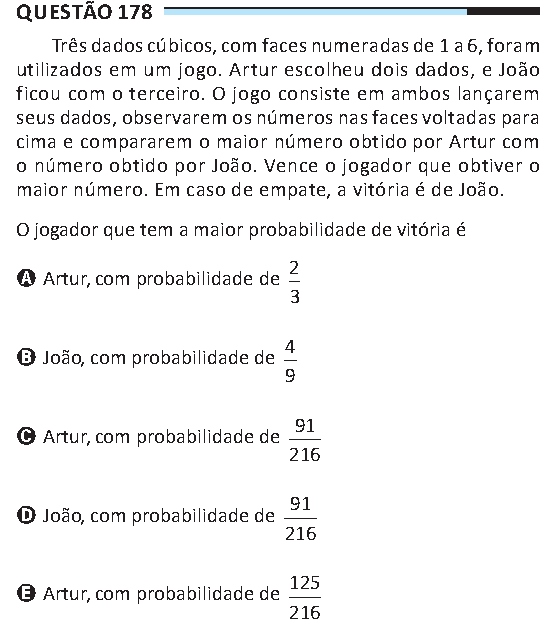 QUESTÃO 178
Três dados cúbicos, com faces numeradas de 1 a 6, foram
utilizados em um jogo. Artur escolheu dois dados, e João
ficou com o terceiro. O jogo consiste em ambos lançarem
seus dados, observarem os números nas faces voltadas para
cima e compararem o maior número obtido por Artur com
o número obtido por João. Vence o jogador que obtiver o
maior número. Em caso de empate, a vitória é de João.
O jogador que tem a maior probabilidade de vitória é
A Artur, com probabilidade de 2/3
B João, com probabilidade de 4/9
C Artur, com probabilidade de 91/216
D João, com probabilidade de 91/216
E Artur, com probabilidade de 125/216